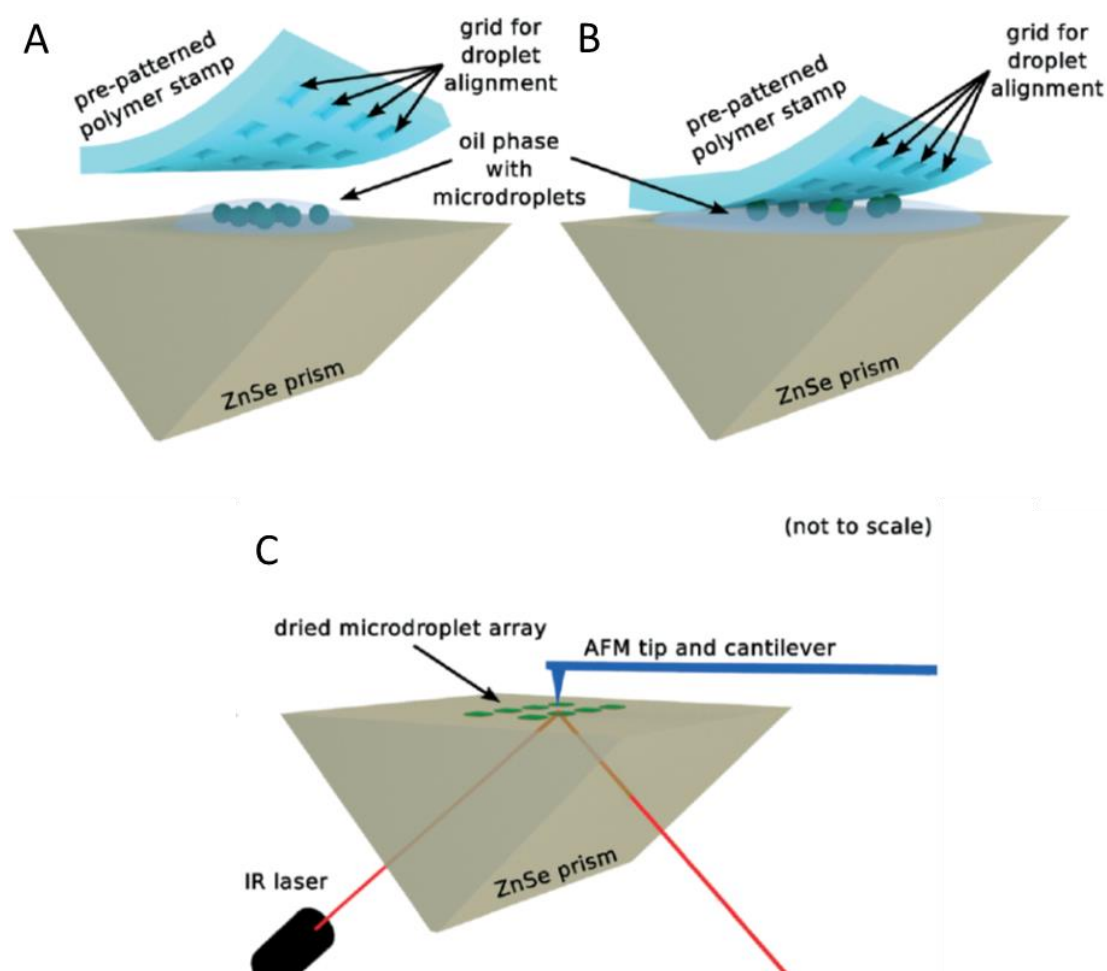 A
pre-patterned
polymer stamp
grid for
droplet
alignment
oil phase
with
microdroplets
ZnSe prism
B
pre-patterned
polymer stamp
grid for
droplet
alignment
ZnSe prism
C
(not to scale)
dried microdroplet array
AFM tip and cantilever
IR laser
ZnSe prism